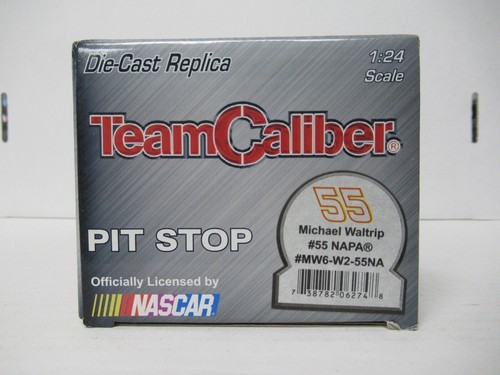 Die-Cast Replica
1:24
Scale
TeamCaliber®
55
Michael Waltrip
#55 NAPA®
#MW6-W2-55NA
7 38782 06274 8
PIT STOP
Officially Licensed by
NASCAR